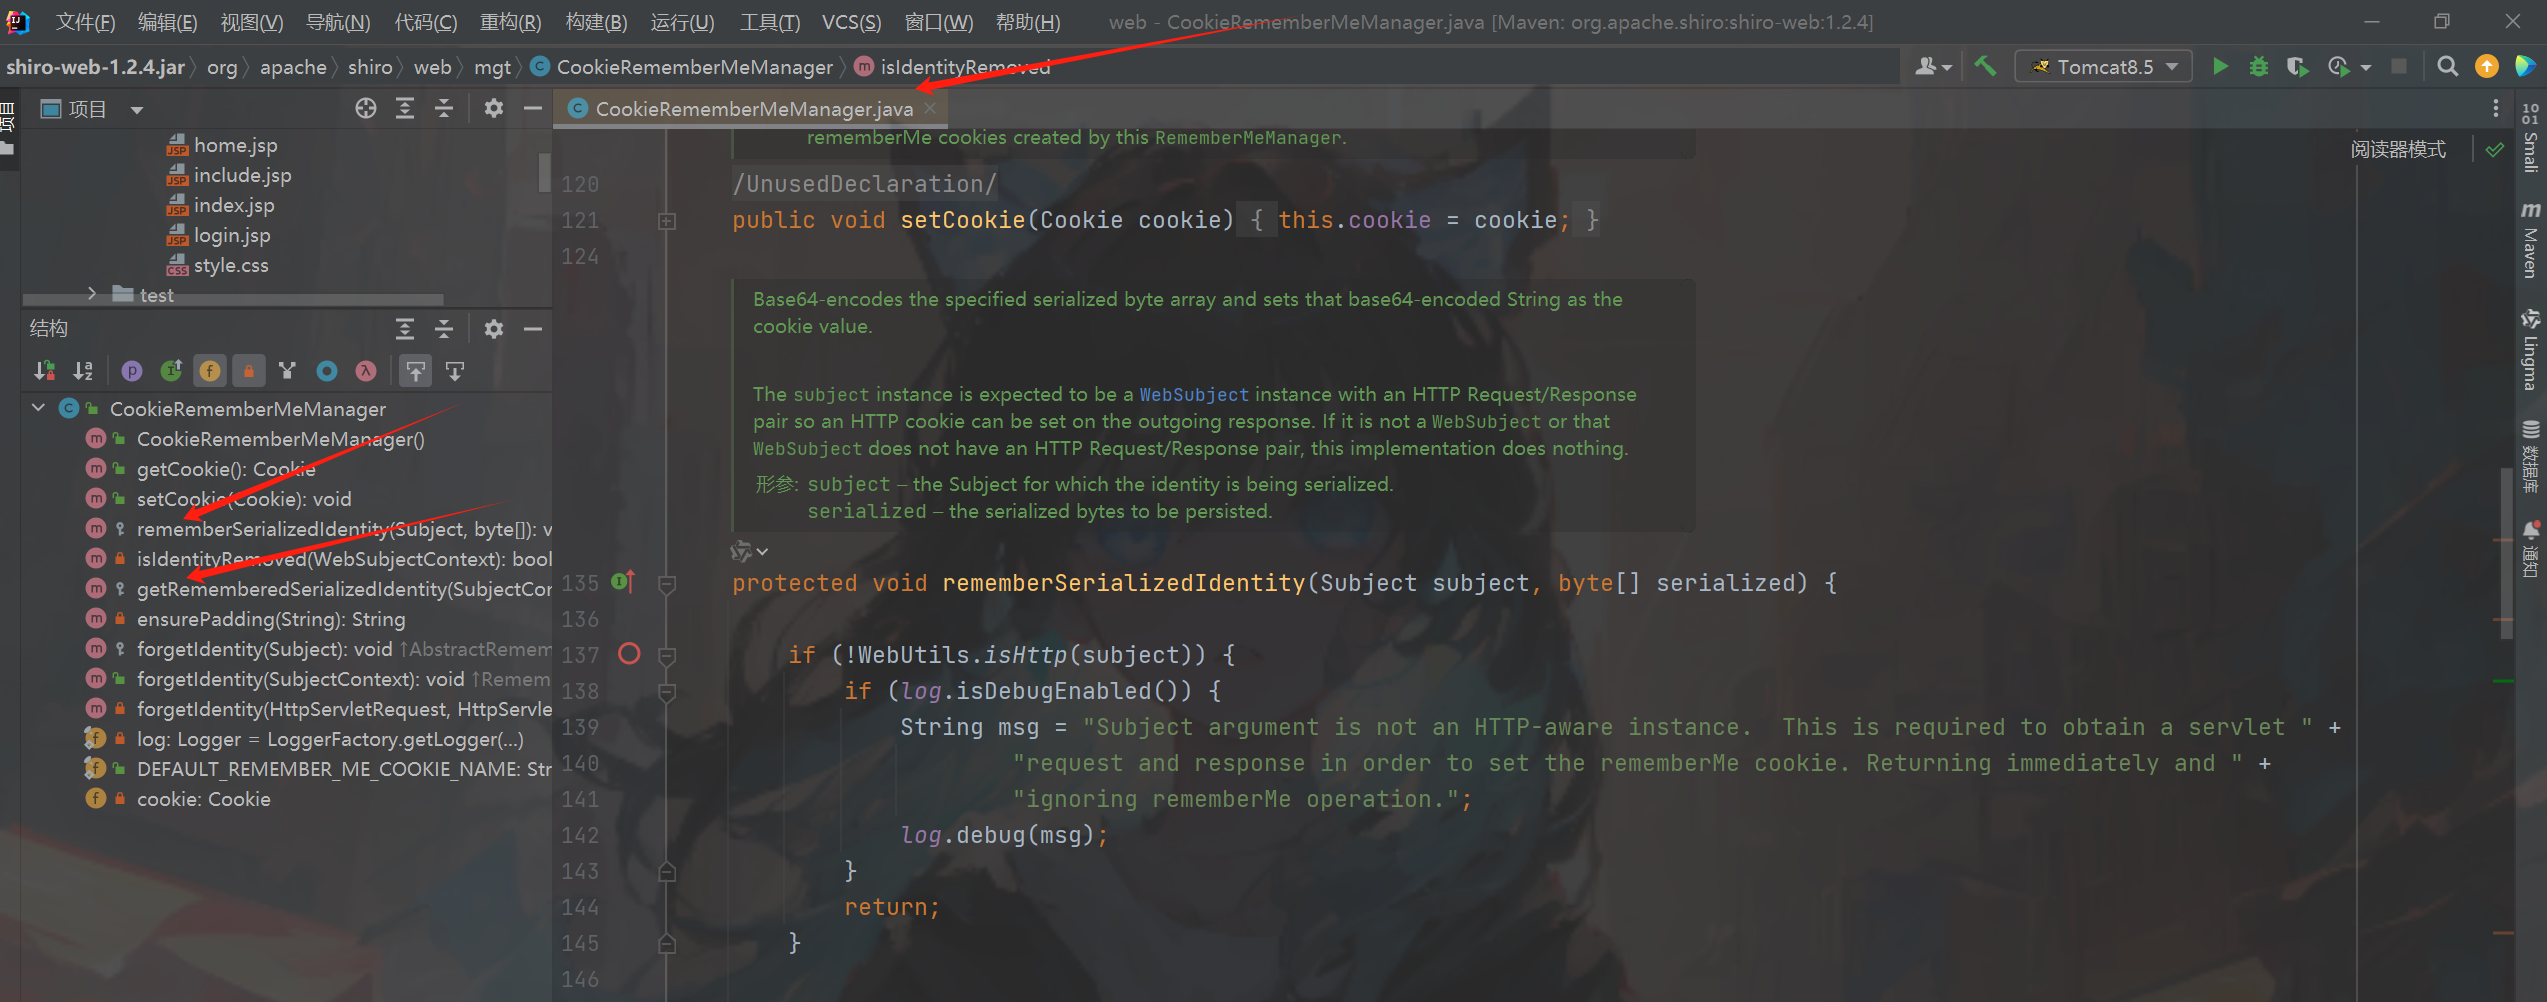 文件(F) 编辑(E) 视图(V) 导航(N) 代码(C) 重构(R) 构建(B) 运行(U) 工具(T) VCS(S) 窗口(W) 帮助(H) web - CookieRememberMeManager.java [Maven: org.apache.shiro:shiro-web:1.2.4]
shiro-web-1.2.4.jar 〉 org 〉 apache 〉 shiro 〉 web 〉 mgt 〉 CookieRememberMeManager 〉 isIdentityRemoved Tomcat8.5
项目
项目
CookieRememberMeManager.java
home.jsp
include.jsp
index.jsp
login.jsp
style.css
test
结构
CookieRememberMeManager
CookieRememberMeManager()
getCookie(): Cookie
setCookie(Cookie): void
rememberSerializedIdentity(Subject, byte[]): v
isIdentityRemoved(WebSubjectContext): bool
getRememberedSerializedIdentity(SubjectCor
ensurePadding(String): String
forgetIdentity(Subject): void ↑AbstractRemem
forgetIdentity(SubjectContext): void ↑Remem
forgetIdentity(HttpServletRequest, HttpServle
log: Logger = LoggerFactory.getLogger(...)
DEFAULT_REMEMBER_ME_COOKIE_NAME: Str
cookie: Cookie
rememberMe cookies created by this RememberMeManager.
阅读器模式
120 /UnusedDeclaration/
121 public void setCookie(Cookie cookie) { this.cookie = cookie; }
124
Base64-encodes the specified serialized byte array and sets that base64-encoded String as the
cookie value.
The subject instance is expected to be a WebSubject instance with an HTTP Request/Response
pair so an HTTP cookie can be set on the outgoing response. If it is not a WebSubject or that
WebSubject does not have an HTTP Request/Response pair, this implementation does nothing.
形参: subject – the Subject for which the identity is being serialized.
serialized – the serialized bytes to be persisted.
135 protected void rememberSerializedIdentity(Subject subject, byte[] serialized) {
136
137 if (!WebUtils.isHttp(subject)) {
138 if (log.isDebugEnabled()) {
139 String msg = "Subject argument is not an HTTP-aware instance.  This is required to obtain a servlet " +
140 "request and response in order to set the rememberMe cookie. Returning immediately and " +
141 "ignoring rememberMe operation.";
142 log.debug(msg);
143 }
144 return;
145 }
146
Smali
Maven
Lingma
数据库
通知